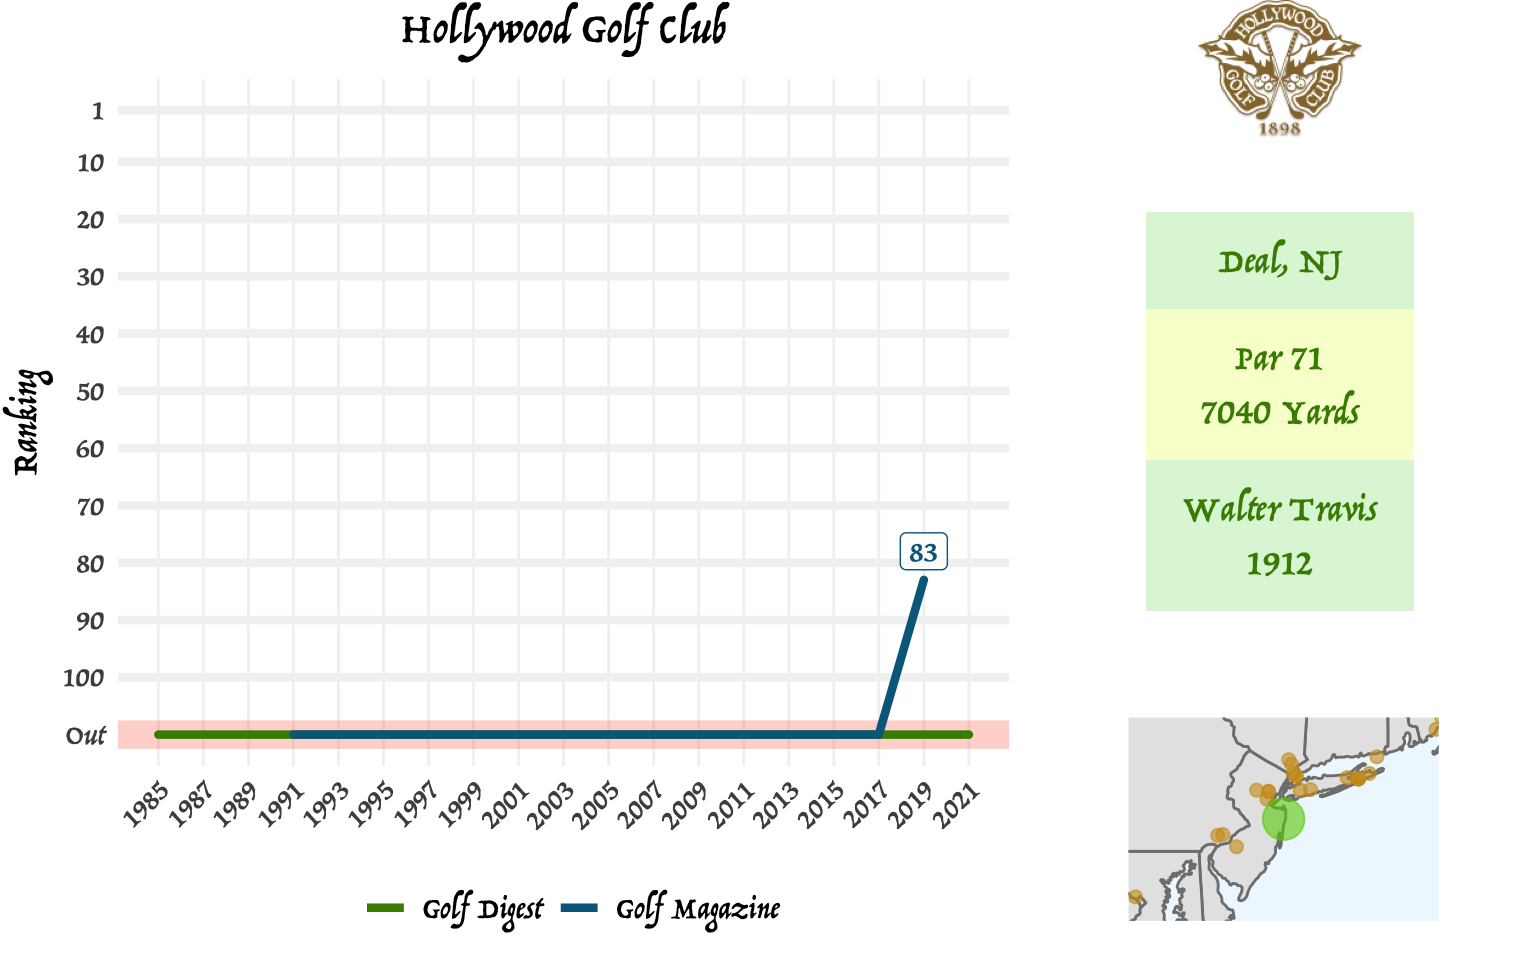 Hollywood Golf Club
Ranking
1
10
20
30
40
50
60
70
80
90
100
Out
83
1985
1987
1989
1991
1993
1995
1997
1999
2001
2003
2005
2007
2009
2011
2013
2015
2017
2019
2021
Golf Digest
Golf Magazine
HOLLYWOOD
GOLF
CLUB
1898
Deal, NJ
Par 71
7040 Yards
Walter Travis
1912